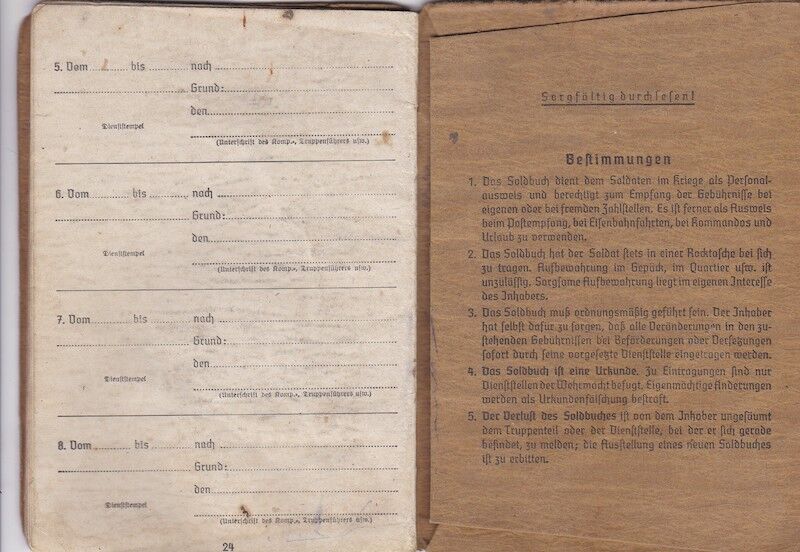 5. Vom ........ bis ........ nach ........
........ Grund: ........
den ........
Dienststempel
(Unterschrift des Komp.-, Truppenführers usw.)
6. Vom ........ bis ........ nach ........
........ Grund: ........
den ........
Dienststempel
(Unterschrift des Komp.-, Truppenführers usw.)
7. Vom ........ bis ........ nach ........
........ Grund: ........
den ........
Dienststempel
(Unterschrift des Komp.-, Truppenführers usw.)
8. Vom ........ bis ........ nach ........
........ Grund: ........
den ........
Dienststempel
(Unterschrift des Komp.-, Truppenführers usw.)
24
Sorgfältig durchlesen!
Bestimmungen
1. Das Soldbuch dient dem Soldaten im Kriege als Personal-
ausweis und berechtigt zum Empfang der Gebührnisse bei
eigenen oder bei fremden Zahlstellen. Es ist ferner als Ausweis
beim Postempfang, bei Eisenbahnfahrten, bei Kommandos und
Urlaub zu verwenden.
2. Das Soldbuch hat der Soldat stets in einer Rocktasche bei sich
zu tragen. Aufbewahrung im Gepäck, im Quartier usw. ist
unzulässig. Sorgsame Aufbewahrung liegt im eigenen Interesse
des Inhabers.
3. Das Soldbuch muß ordnungsmäßig geführt sein. Der Inhaber
hat selbst dafür zu sorgen, daß alle Veränderungen in den zu-
stehenden Gebührnissen bei Beförderungen oder Versetzungen
sofort durch seine vorgesetzte Dienststelle eingetragen werden.
4. Das Soldbuch ist eine Urkunde. Zu Eintragungen sind nur
Dienststellen der Wehrmacht befugt. Eigenmächtige Änderungen
werden als Urkundenfälschung bestraft.
5. Der Verlust des Soldbuches ist von dem Inhaber ungesäumt
dem Truppenteil oder der Dienststelle, bei der er sich gerade
befindet, zu melden; die Ausstellung eines neuen Soldbuches
ist zu erbitten.